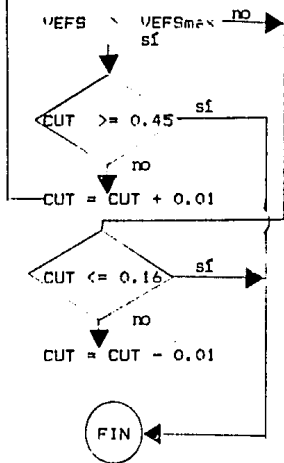 VEFS VEFSmax no
sí
CUT >= 0.45 sí
no
CUT = CUT + 0.01
CUT <= 0.16 sí
no
CUT = CUT - 0.01
FIN